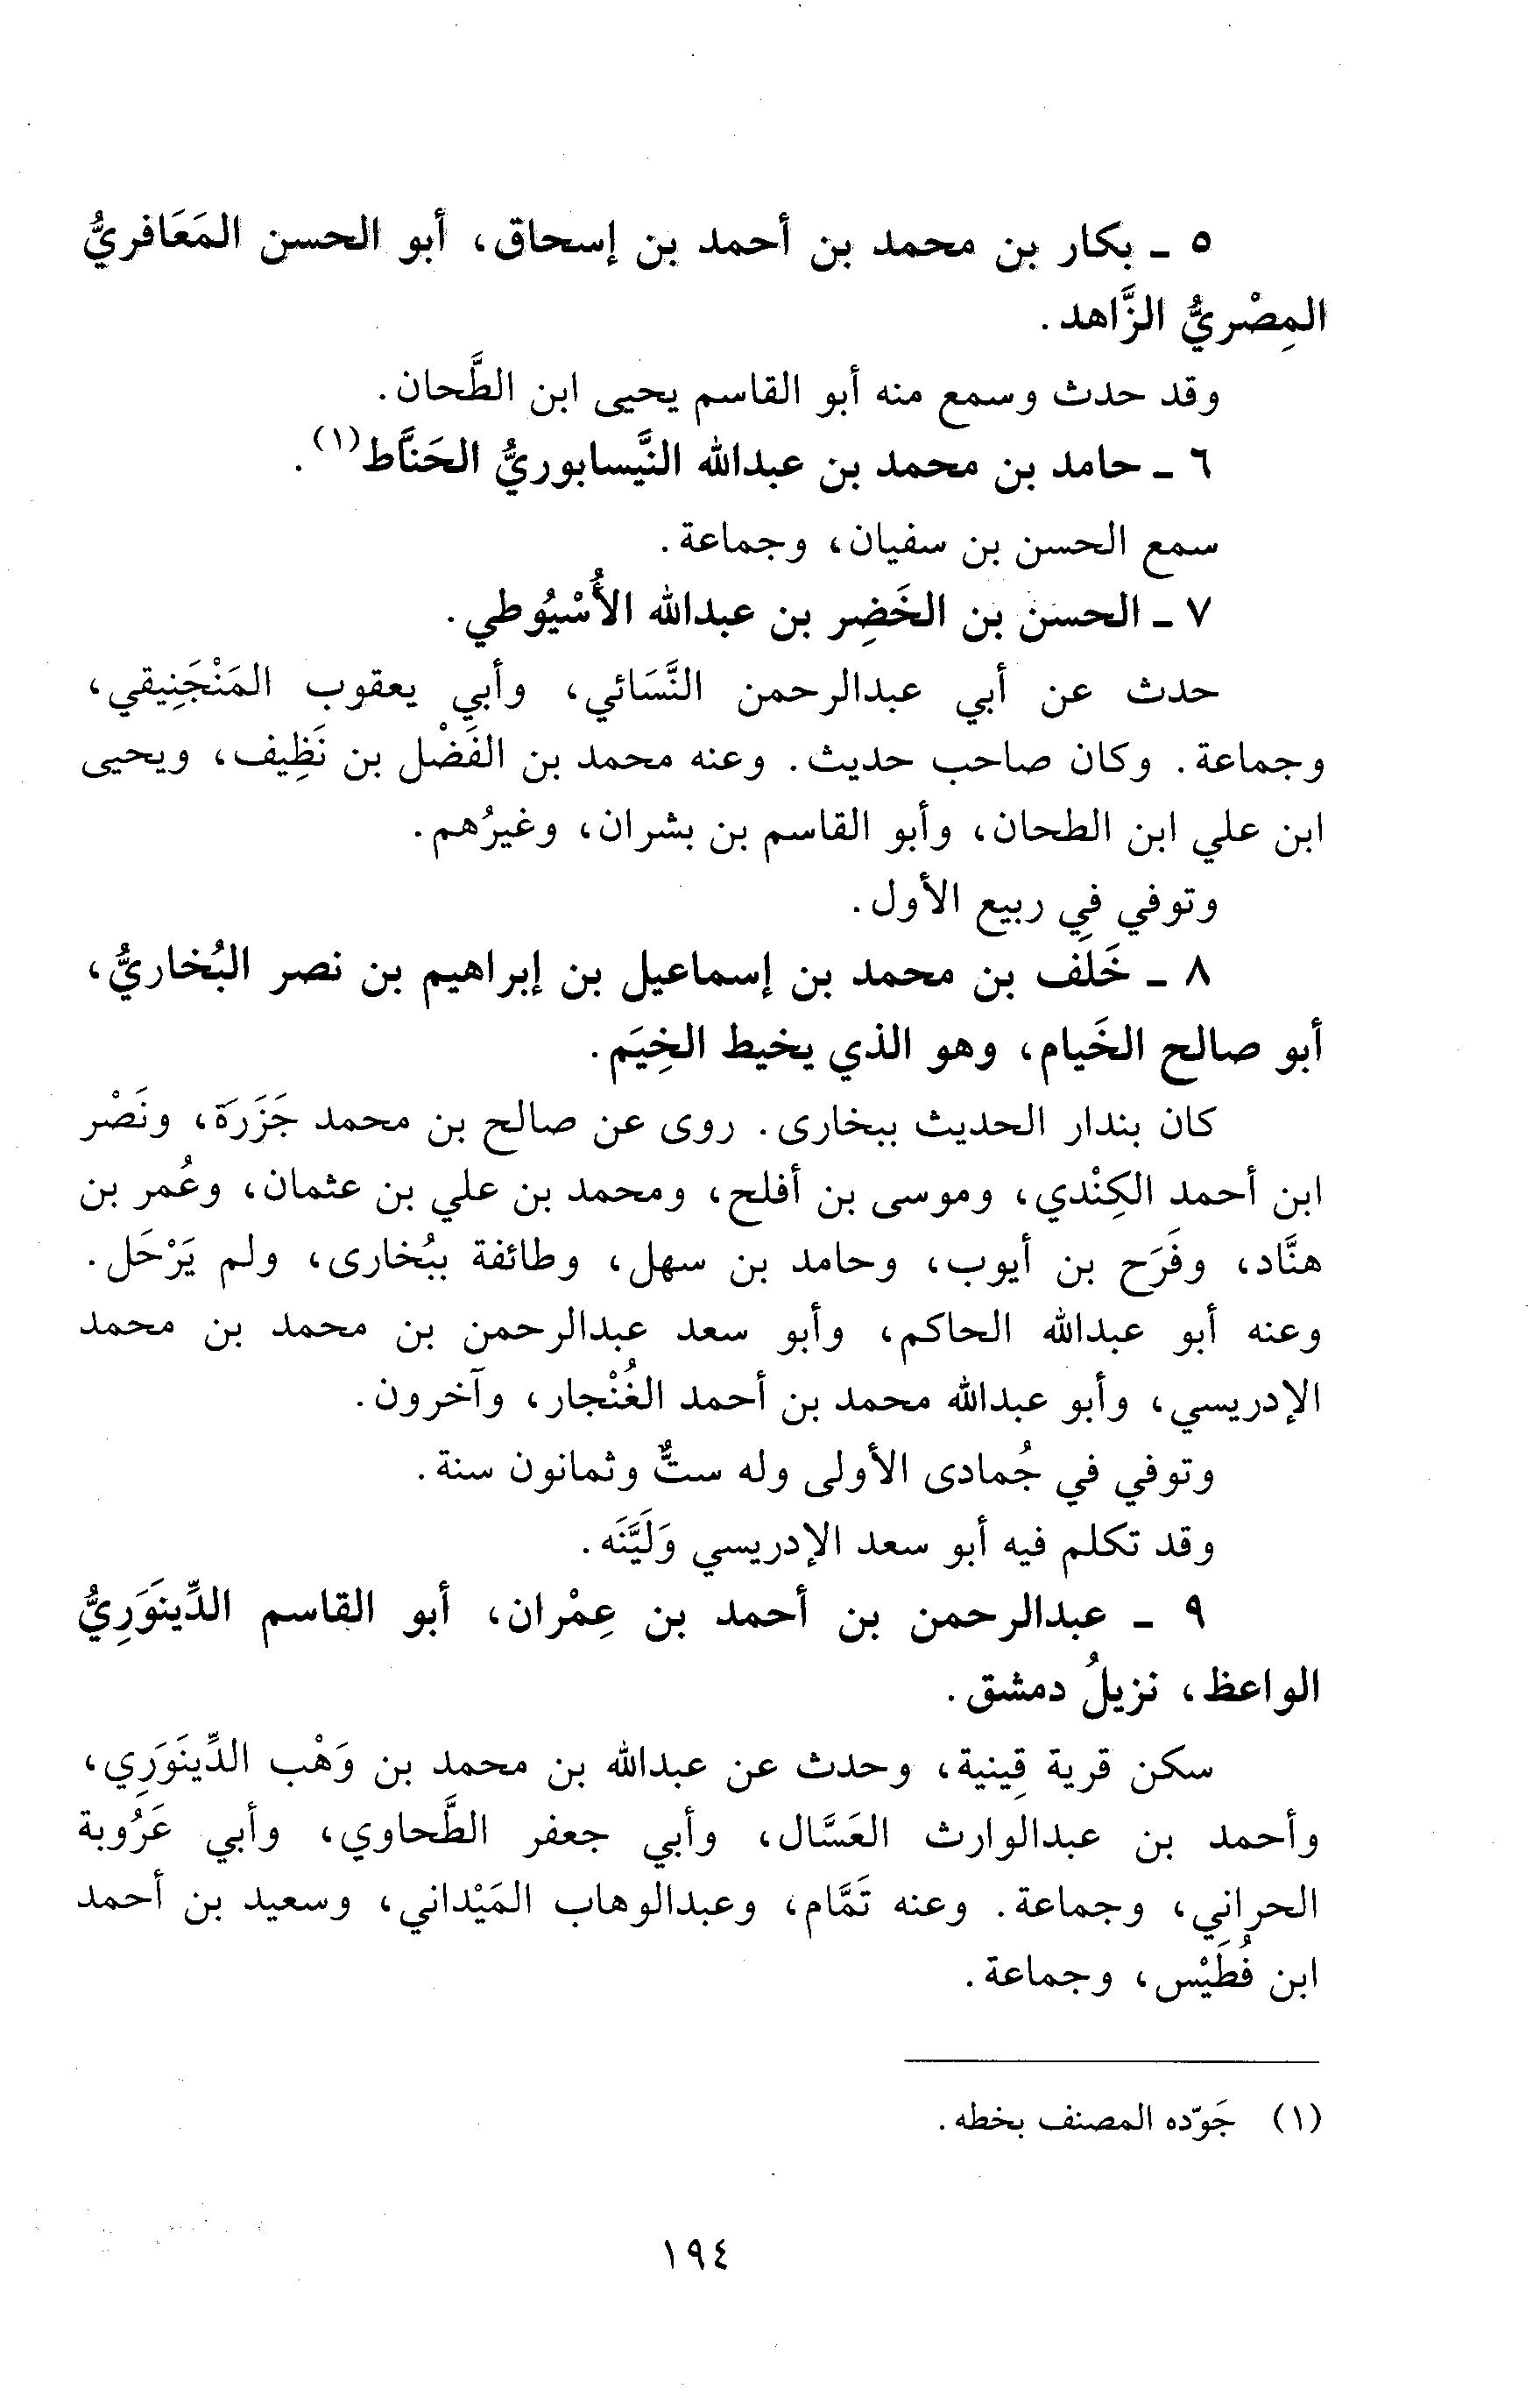 ٥ ـ بكار بن محمد بن أحمد بن إسحاق، أبو الحسن المَعَافريُّ
المِصْريُّ الزَّاهد.
وقد حدث وسمع منه أبو القاسم يحيى ابن الطَّحان.
٦ ـ حامد بن محمد بن عبدالله النَّيسابوريُّ الحَنَّاط(١).
سمع الحسن بن سفيان، وجماعة.
٧ ـ الحسن بن الخَضِر بن عبدالله الأُسْيُوطي.
حدث عن أبي عبدالرحمن النَّسَائي، وأبي يعقوب المَنْجَنِيقي،
وجماعة. وكان صاحب حديث. وعنه محمد بن الفَضْل بن نَظِيف، ويحيى
ابن علي ابن الطحان، وأبو القاسم بن بشران، وغيرُهم.
وتوفي في ربيع الأول.
٨ ـ خَلَف بن محمد بن إسماعيل بن إبراهيم بن نصر البُخاريُّ،
أبو صالح الخَيام، وهو الذي يخيط الخِيَم.
كان بندار الحديث ببخارى. روى عن صالح بن محمد جَزَرَة، ونَصْر
ابن أحمد الكِنْدي، وموسى بن أفلح، ومحمد بن علي بن عثمان، وعُمر بن
هنَّاد، وفَرَح بن أيوب، وحامد بن سهل، وطائفة ببُخارى، ولم يَرْحَل.
وعنه أبو عبدالله الحاكم، وأبو سعد عبدالرحمن بن محمد بن محمد
الإدريسي، وأبو عبدالله محمد بن أحمد الغُنْجار، وآخرون.
وتوفي في جُمادى الأولى وله ستٌّ وثمانون سنة.
وقد تكلم فيه أبو سعد الإدريسي وَلَيَّنَه.
٩ ـ عبدالرحمن بن أحمد بن عِمْران، أبو القاسم الدِّينَوَرِيُّ
الواعظ، نزيلُ دمشق.
سكن قرية قِينية، وحدث عن عبدالله بن محمد بن وَهْب الدِّينَوَرِي،
وأحمد بن عبدالوارث العَسَّال، وأبي جعفر الطَّحاوي، وأبي عَرُوبة
الحراني، وجماعة. وعنه تَمَّام، وعبدالوهاب المَيْداني، وسعيد بن أحمد
ابن فُطَيْس، وجماعة.
(١) جَوّده المصنف بخطه.
١٩٤